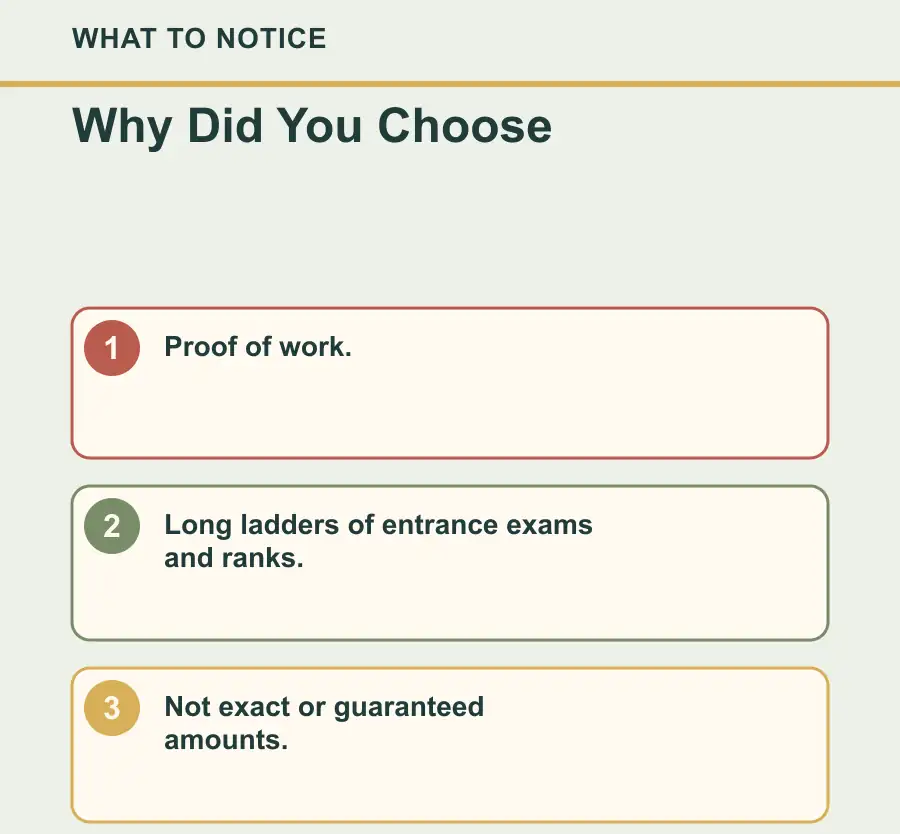 WHAT TO NOTICE
Why Did You Choose
1
Proof of work.
2
Long ladders of entrance exams
and ranks.
3
Not exact or guaranteed
amounts.